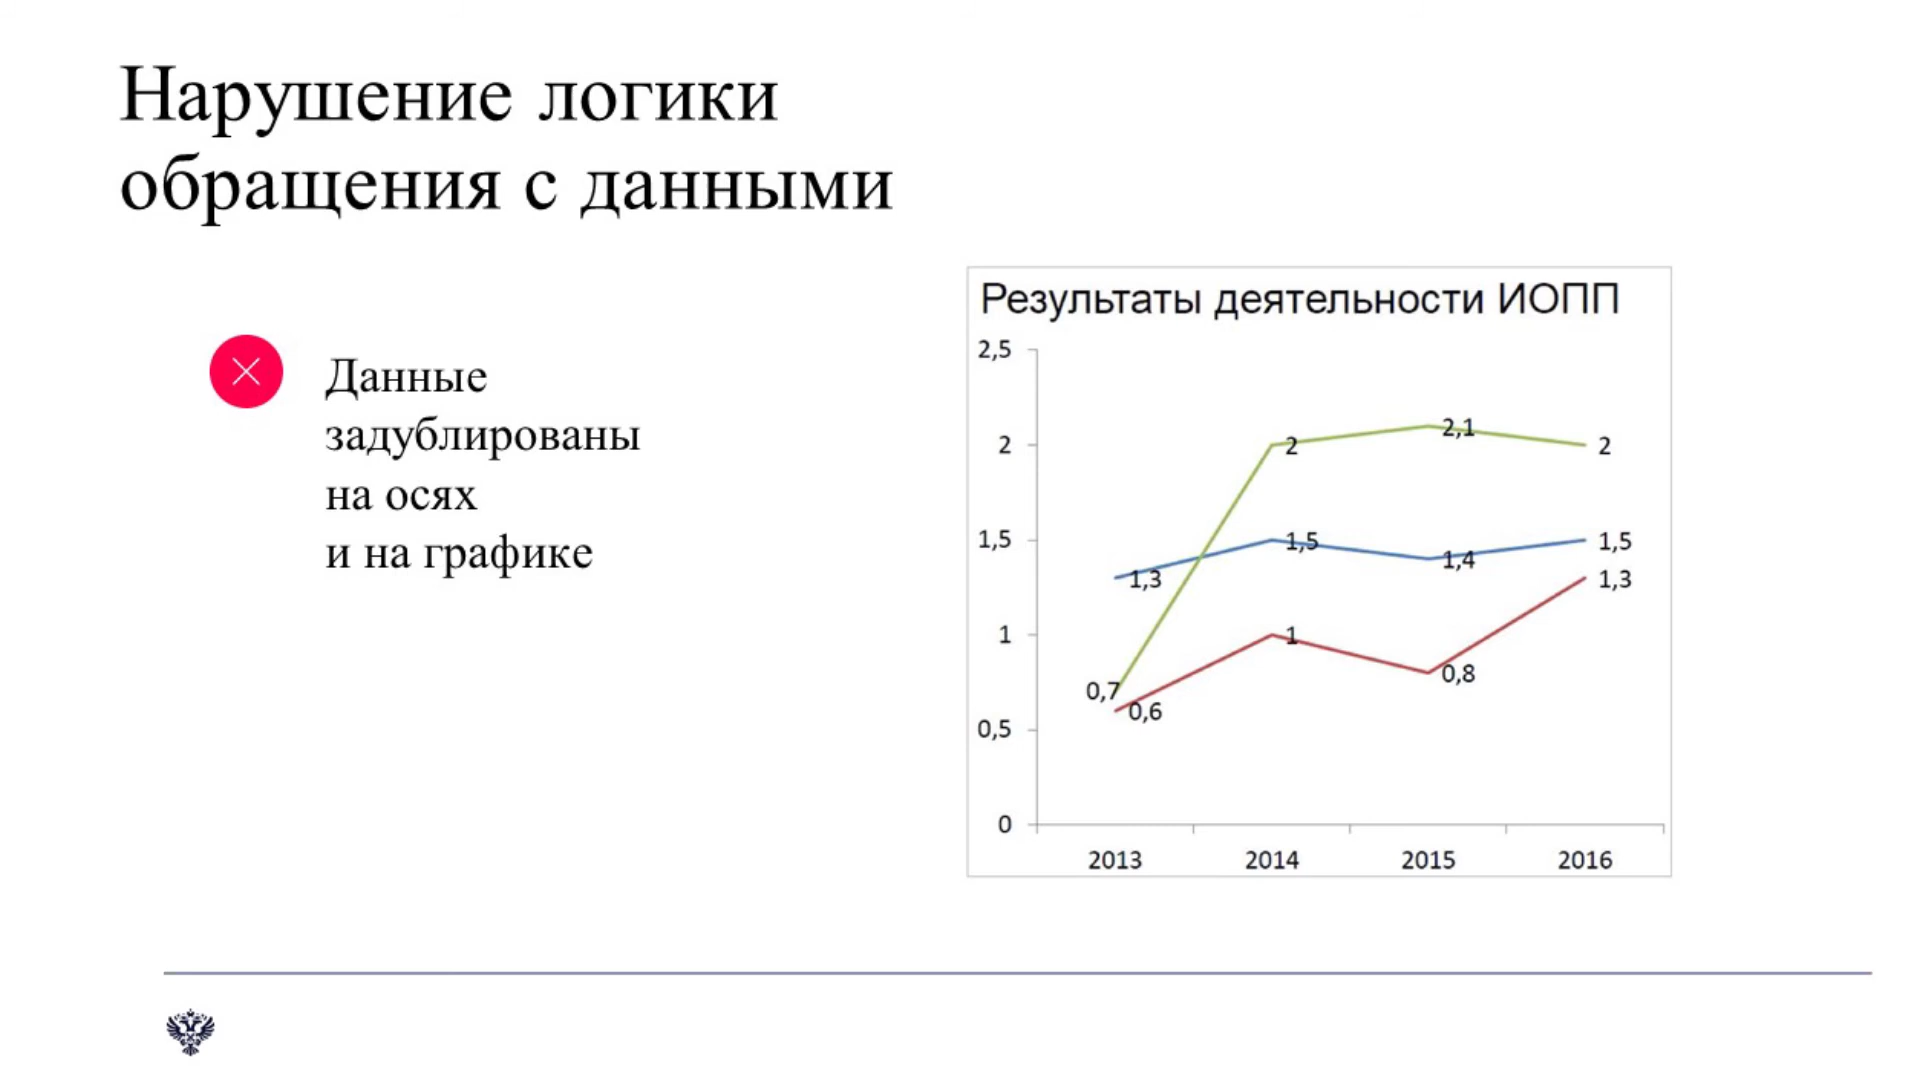 Нарушение логики
обращения с данными
Данные
задублированы
на осях
и на графике
Результаты деятельности ИОПП
2,5
2
1,5
1
0,5
0
2 2,1 2
1,3 1,5 1,4 1,5
0,7
0,6 1 0,8 1,3
2013 2014 2015 2016